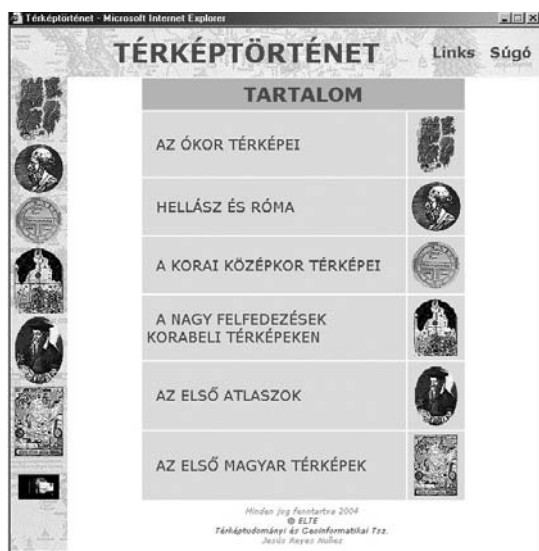 Térképtörténet - Microsoft Internet Explorer
TÉRKÉPTÖRTÉNET
Links Súgó
TARTALOM
AZ ÓKOR TÉRKÉPEI
HELLÁSZ ÉS RÓMA
A KORAI KÖZÉPKOR TÉRKÉPEI
A NAGY FELFEDEZÉSEK
KORABELI TÉRKÉPEKEN
AZ ELSŐ ATLASZOK
AZ ELSŐ MAGYAR TÉRKÉPEK
Minden jog fenntartva 2004
© ELTE
Térképtudományi és Geoinformatikai Tsz.
Jesús Reyes Nuñez